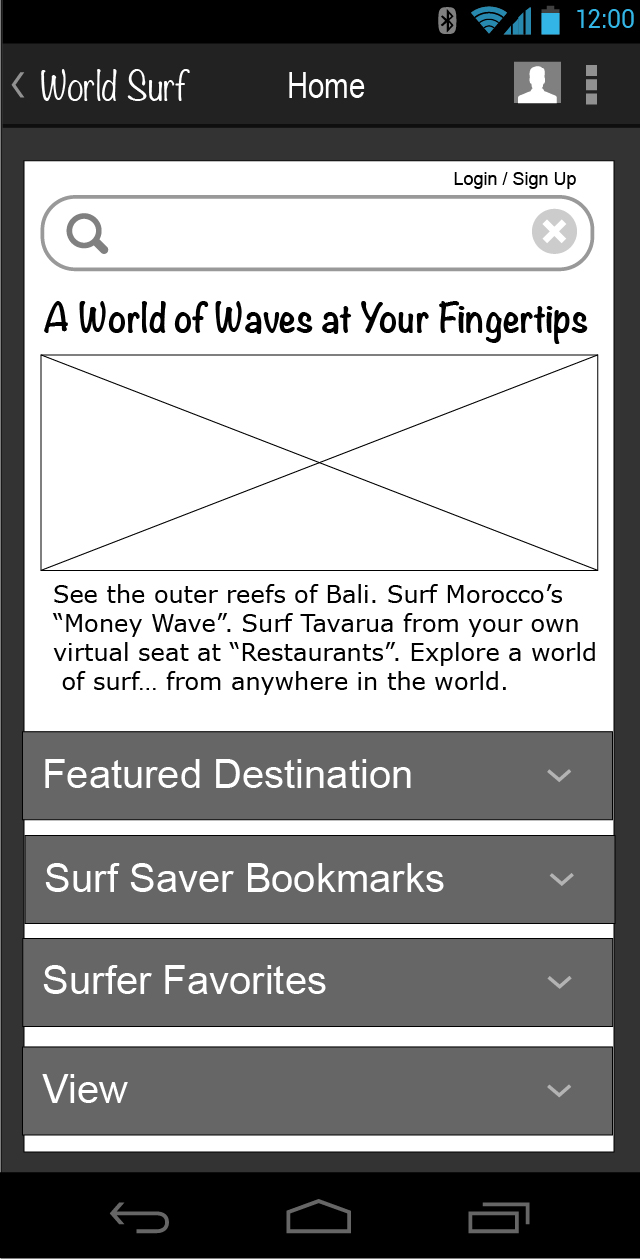 12:00
World Surf
Home
Login / Sign Up
A World of Waves at Your Fingertips
See the outer reefs of Bali. Surf Morocco’s
“Money Wave”. Surf Tavarua from your own
virtual seat at “Restaurants”. Explore a world
of surf... from anywhere in the world.
Featured Destination
Surf Saver Bookmarks
Surfer Favorites
View